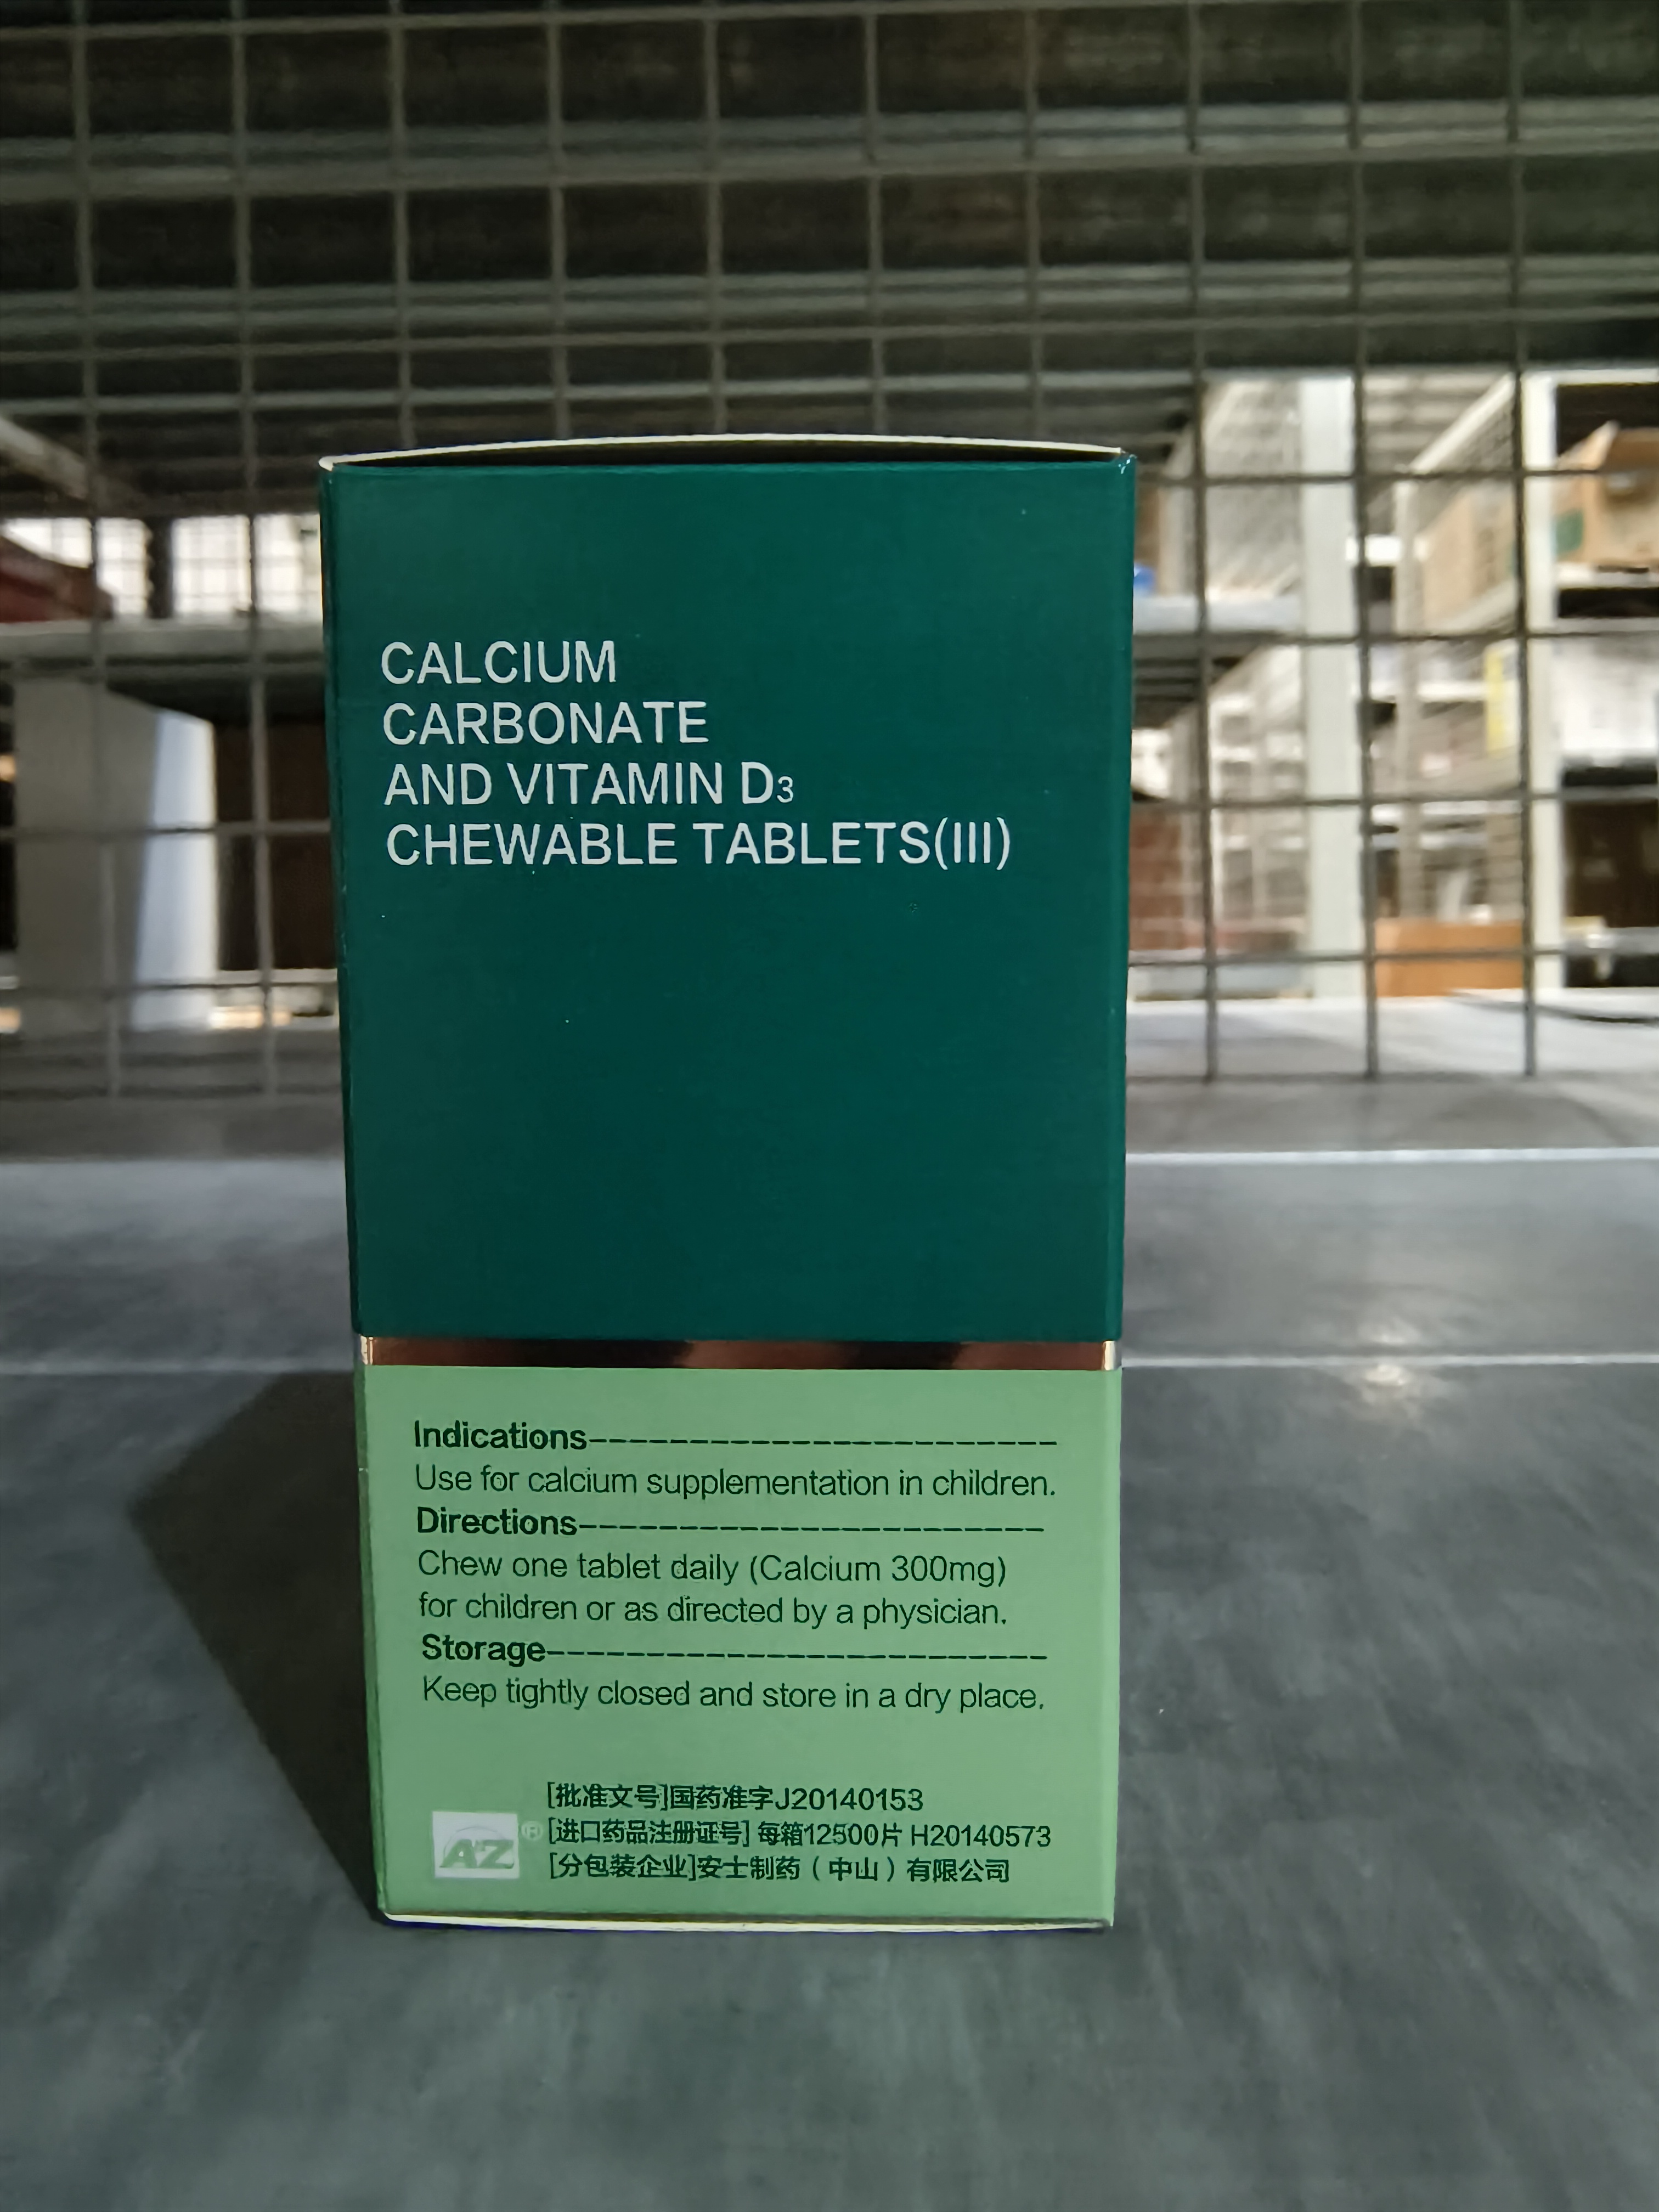 CALCIUM
CARBONATE
AND VITAMIN D3
CHEWABLE TABLETS(III)
Indications
Use for calcium supplementation in children.
Directions
Chew one tablet daily (Calcium 300mg)
for children or as directed by a physician.
Storage
Keep tightly closed and store in a dry place.
[批准文号]国药准字J20140153
[进口药品注册证号] 每箱12500片 H20140573
[分包装企业]安士制药（中山）有限公司
A-Z ®